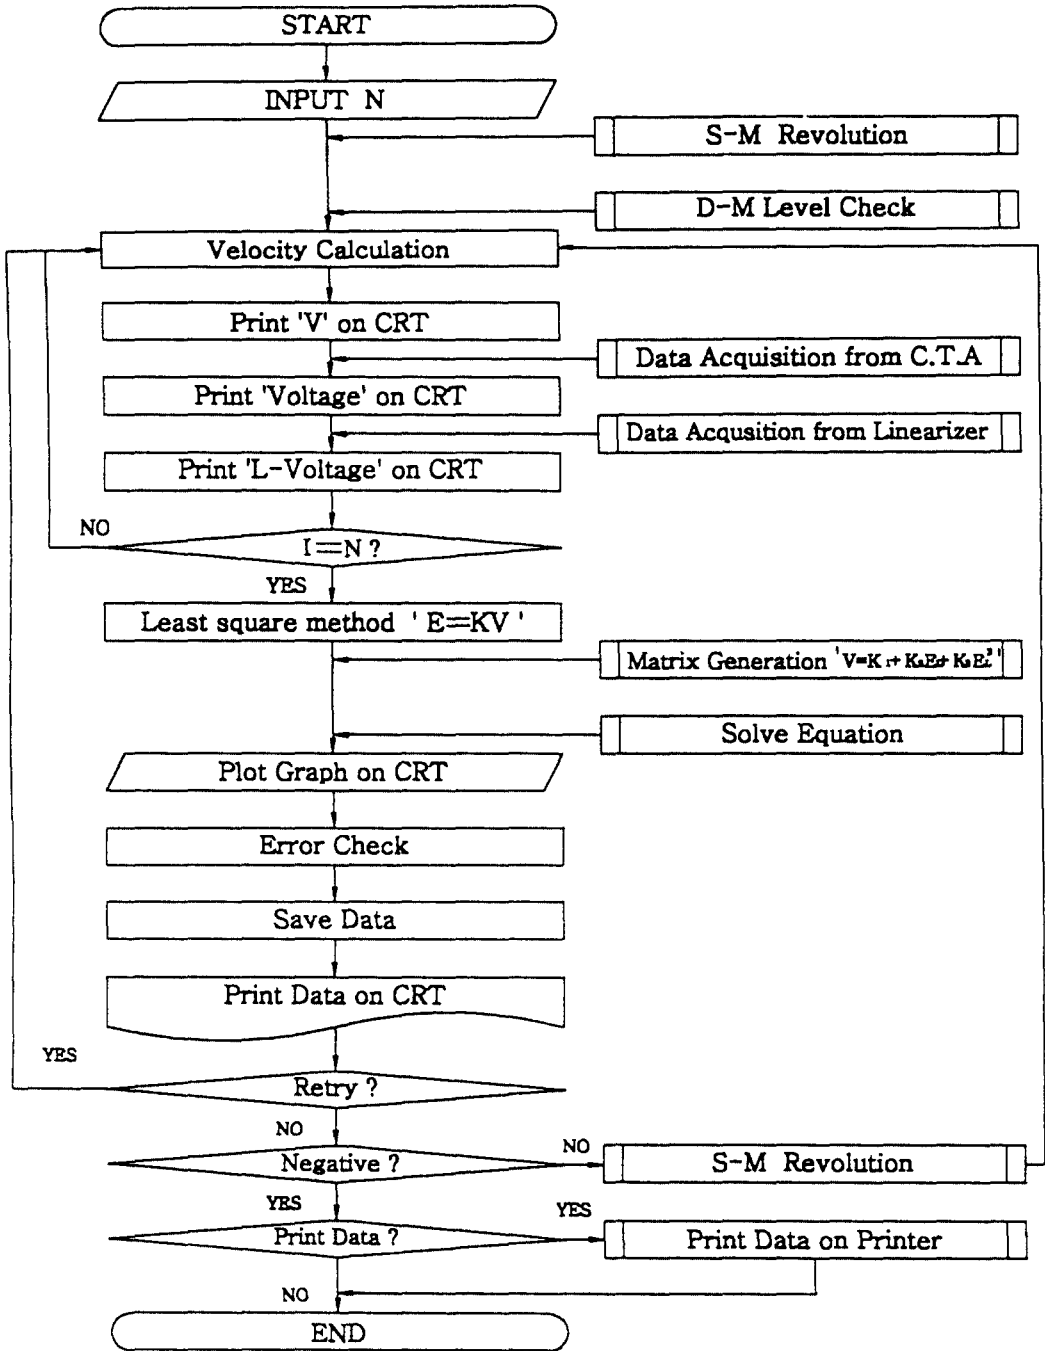 START
INPUT N
S-M Revolution
D-M Level Check
Velocity Calculation
Print 'V' on CRT
Data Acquisition from C.T.A
Print 'Voltage' on CRT
Data Acqusition from Linearizer
Print 'L-Voltage' on CRT
NO
I==N ?
YES
Least square method ' E=KV '
Matrix Generation 'V=K
Solve Equation
Plot Graph on CRT
Error Check
Save Data
Print Data on CRT
YES
Retry ?
NO
NO
Negative ?
S-M Revolution
YES
YES
Print Data ?
Print Data on Printer
NO
END